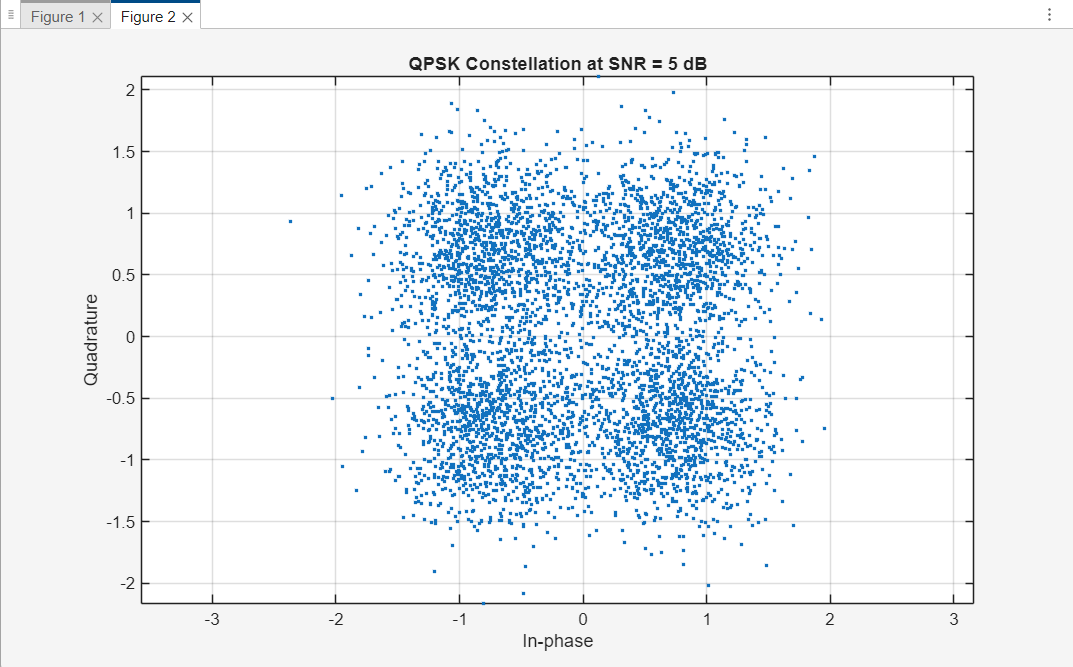 Figure 1
Figure 2
QPSK Constellation at SNR = 5 dB
2
1.5
1
0.5
0
-0.5
-1
-1.5
-2
Quadrature
-3 -2 -1 0 1 2 3
In-phase